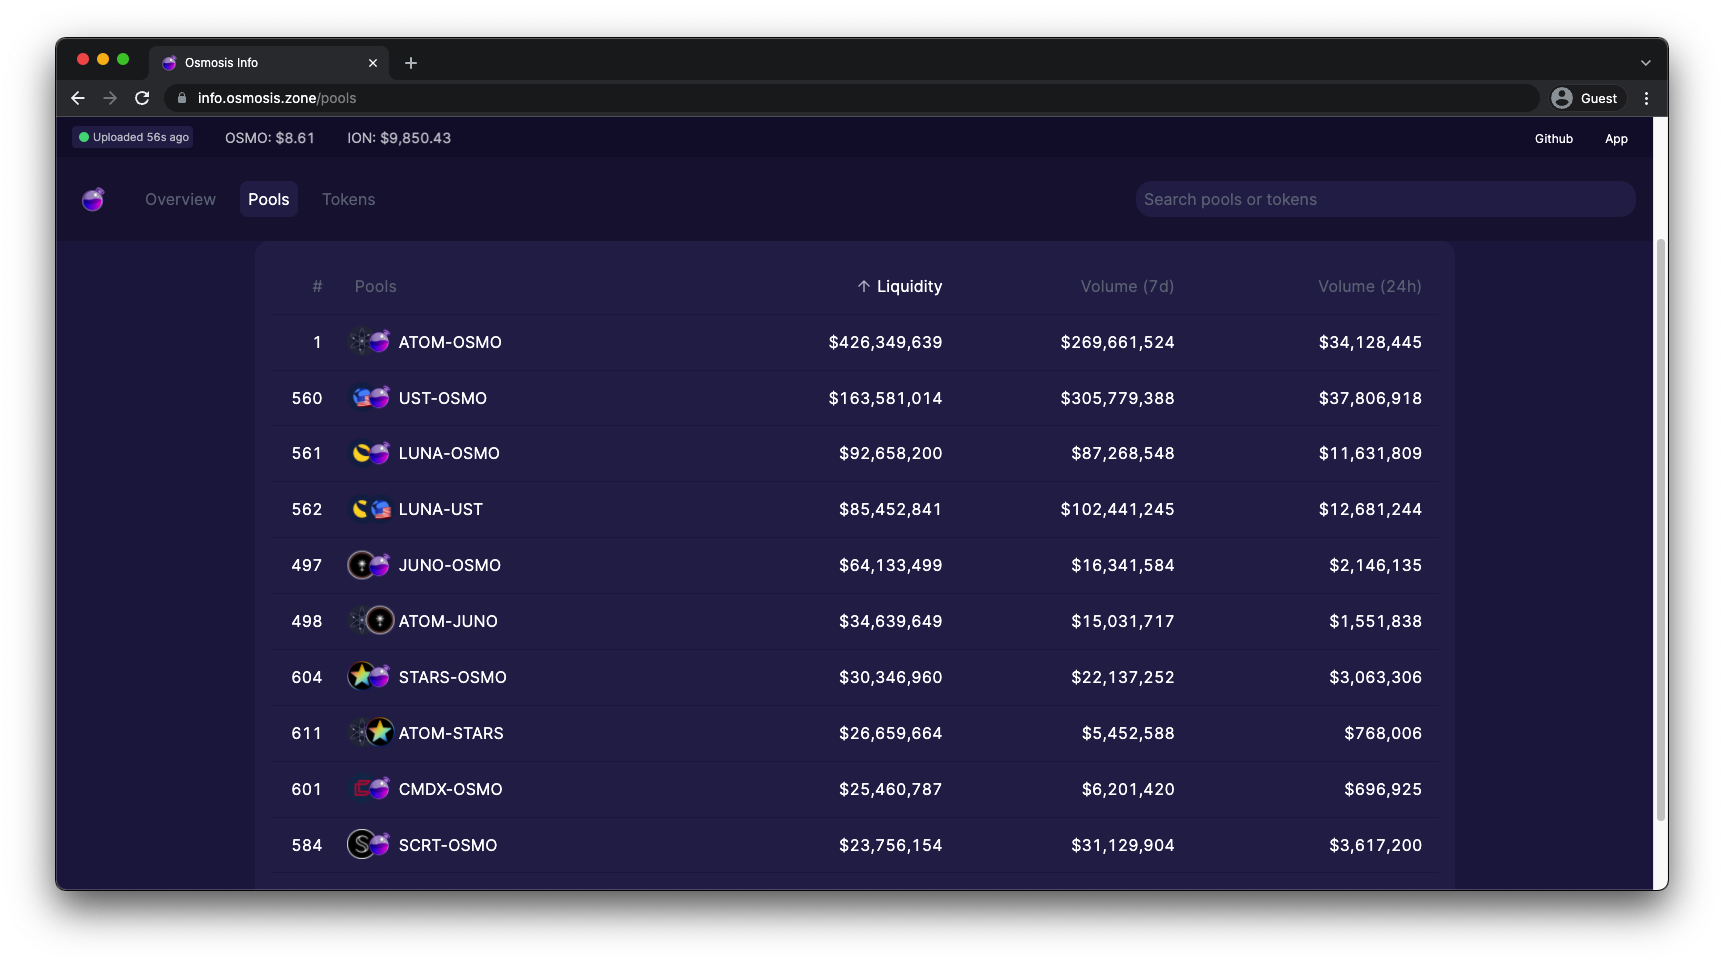 Osmosis Info
info.osmosis.zone/pools
Guest
Uploaded 56s ago OSMO: $8.61 ION: $9,850.43 Github App
Overview Pools Tokens Search pools or tokens
# Pools ↑ Liquidity Volume (7d) Volume (24h)
1 ATOM-OSMO $426,349,639 $269,661,524 $34,128,445
560 UST-OSMO $163,581,014 $305,779,388 $37,806,918
561 LUNA-OSMO $92,658,200 $87,268,548 $11,631,809
562 LUNA-UST $85,452,841 $102,441,245 $12,681,244
497 JUNO-OSMO $64,133,499 $16,341,584 $2,146,135
498 ATOM-JUNO $34,639,649 $15,031,717 $1,551,838
604 STARS-OSMO $30,346,960 $22,137,252 $3,063,306
611 ATOM-STARS $26,659,664 $5,452,588 $768,006
601 CMDX-OSMO $25,460,787 $6,201,420 $696,925
584 SCRT-OSMO $23,756,154 $31,129,904 $3,617,200